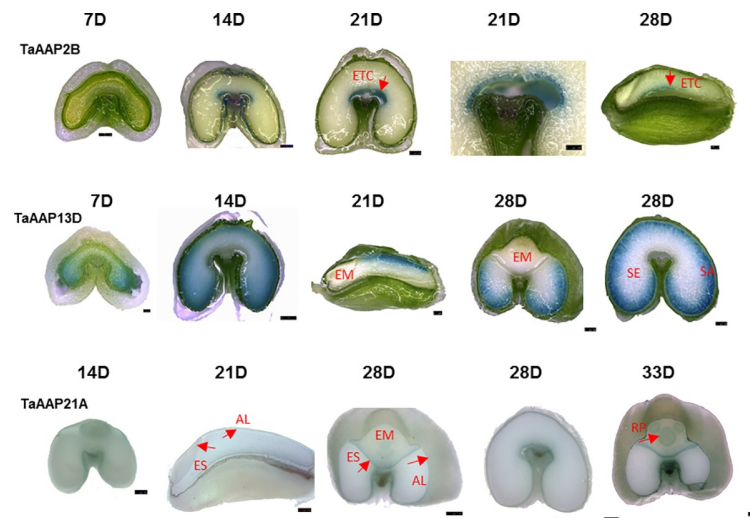 7D 14D 21D 21D 28D
TaAAP2B
ETC
ETC
7D 14D 21D 28D 28D
TaAAP13D
EM
EM
SE SA
14D 21D 28D 28D 33D
TaAAP21A
AL
ES
EM
ES
AL
RP